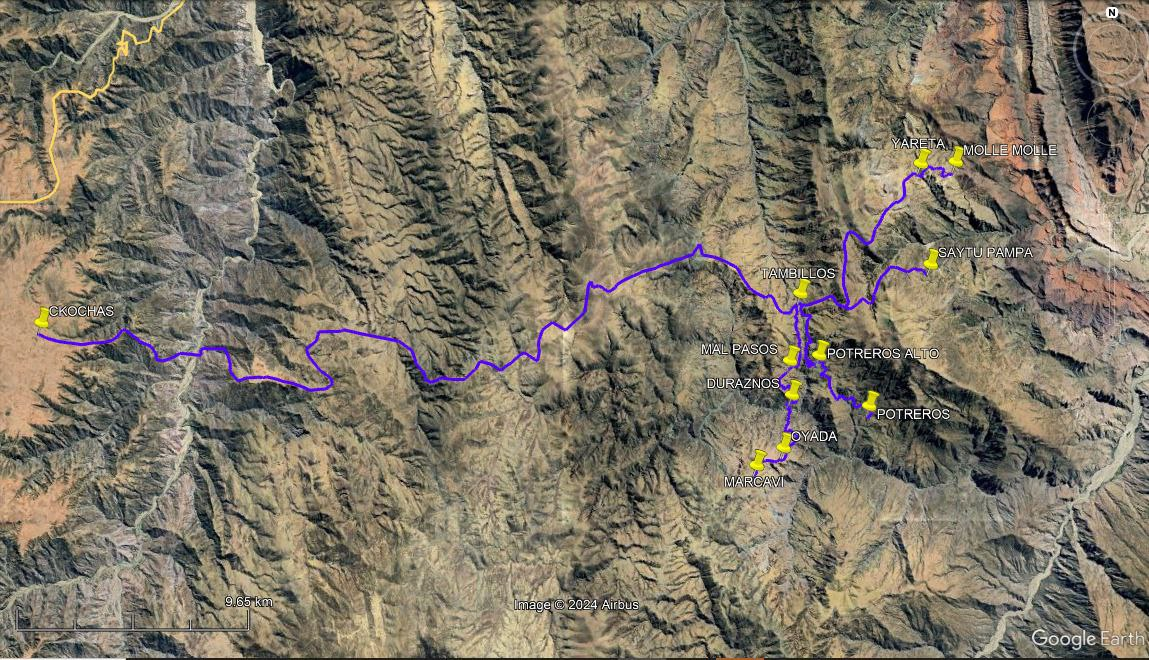 N
YARETA
MOLLE MOLLE
SAYTU PAMPA
TAMBILLOS
CKOCHAS
MAL PASOS
POTREROS ALTO
DURAZNOS
POTREROS
OYADA
MARCAVI
9.65 km
Image © 2024 Airbus
Google Earth